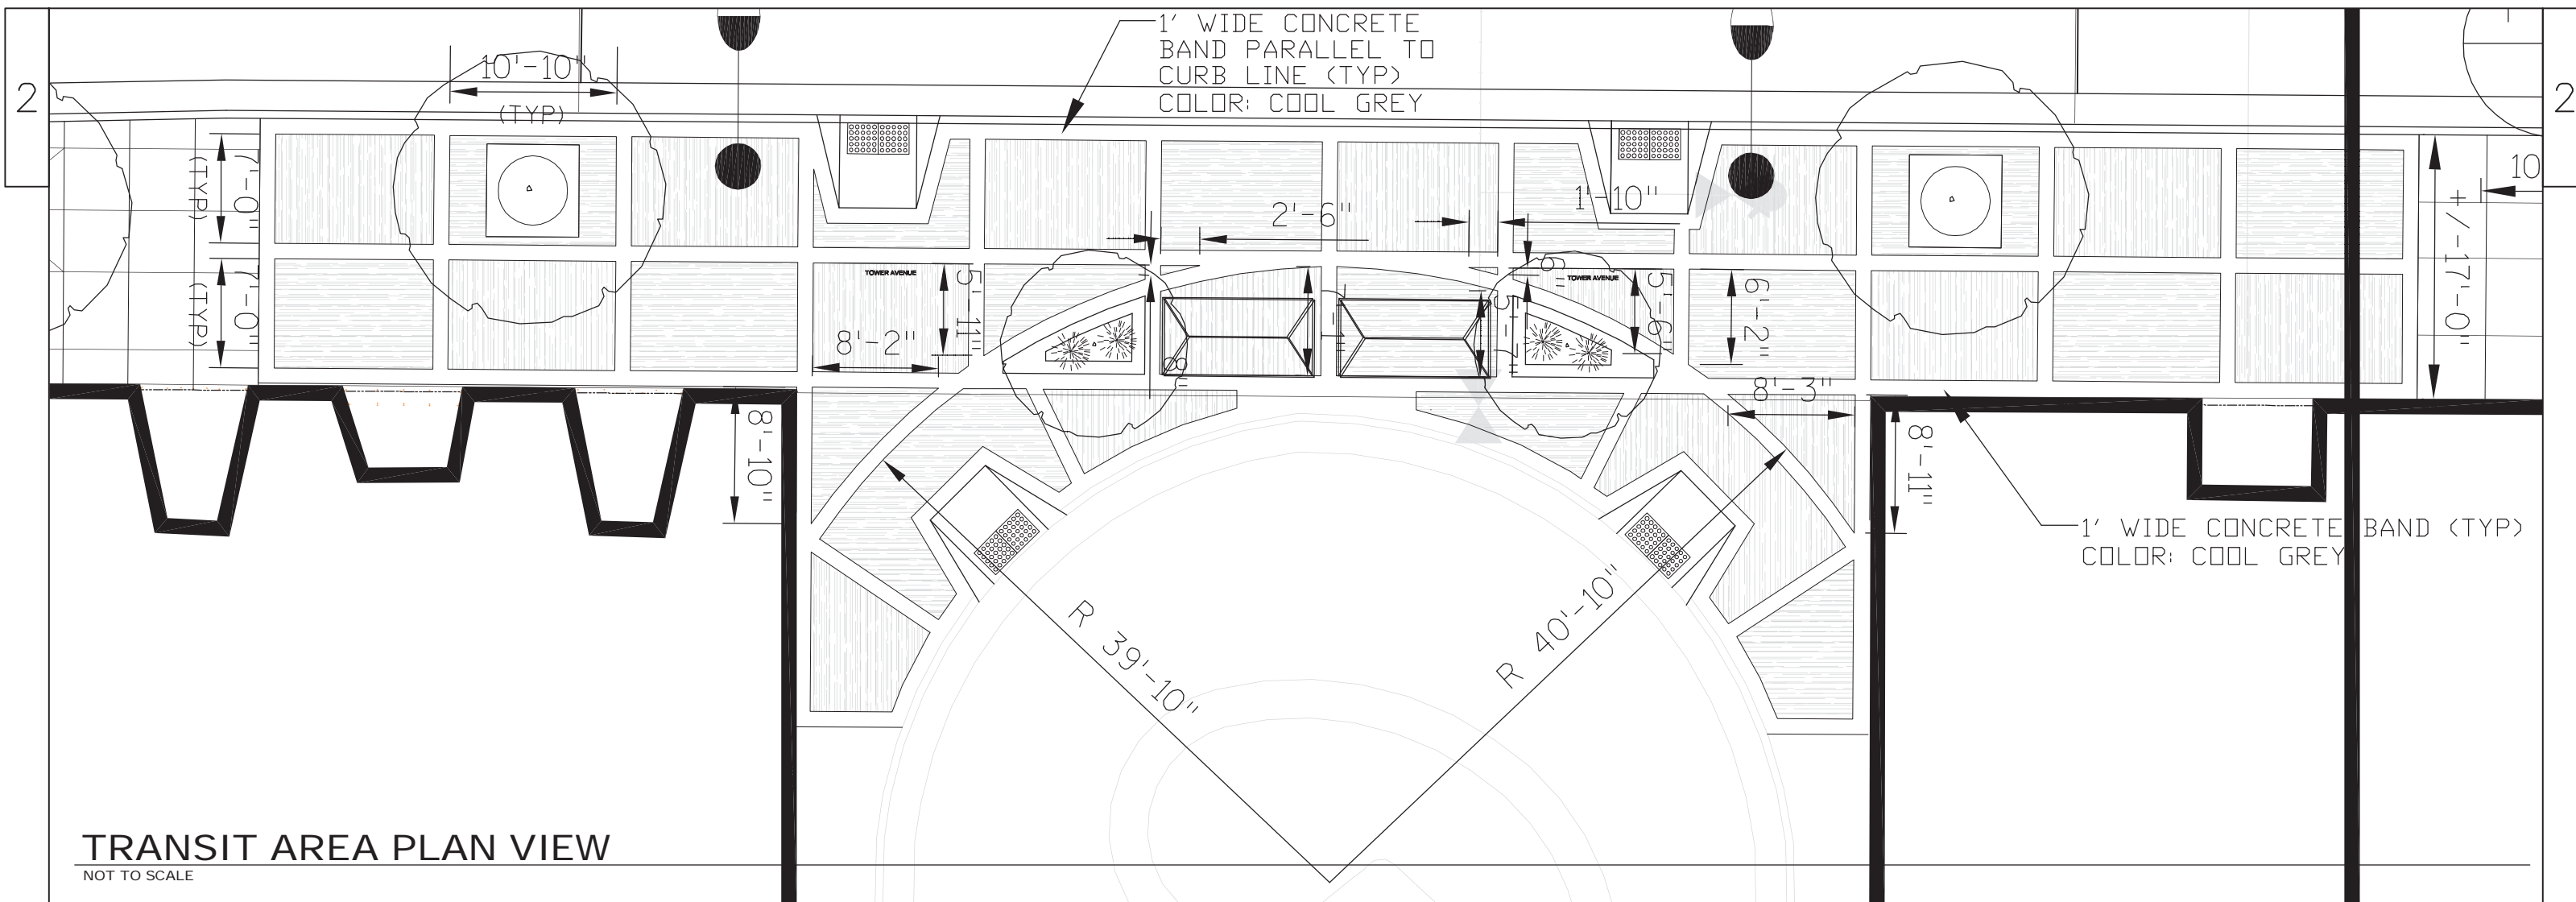 1' WIDE CONCRETE
BAND PARALLEL TO
CURB LINE (TYP)
COLOR: COOL GREY
10'-10"
(TYP)
2
2
7'-0"
(TYP)
7'-0"
(TYP)
10
+/-17'-0"
2'-6"
1'-10"
TOWER AVENUE
TOWER AVENUE
5'-11"
5'-6"
6'-2"
8'-2"
8'-3"
8'-10"
8'-11"
1' WIDE CONCRETE BAND (TYP)
COLOR: COOL GREY
R 39'-10"
R 40'-10"
TRANSIT AREA PLAN VIEW
NOT TO SCALE